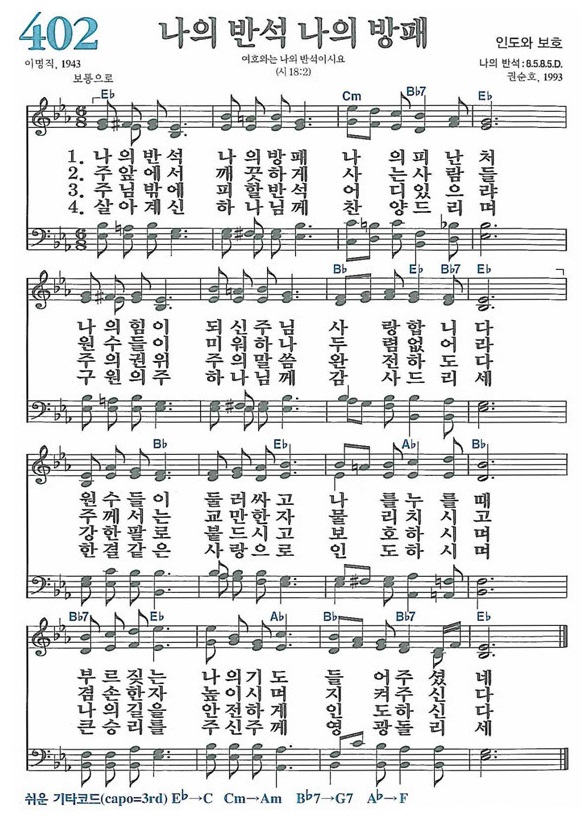 402
나의 반석 나의 방패
인도와 보호
이명직, 1943
여호와는 나의 반석이시요
(시 18:2)
나의 반석 : 8.5.8.5.D.
권순호, 1993
보통으로
E♭ Cm B♭7 E♭
1. 나의반석 나의방패 나 의피난처
2. 주앞에서 깨끗하게 사 는사람들
3. 주님밖에 피할반석 어 디있으랴
4. 살아계신 하나님께 찬 양드리며
B♭ E♭ B♭7 E♭
나의힘이 되신주님 사 랑합니다
원수들이 미워하나 두 렴없어라
주의권위 주의말씀 완 전하도다
구원의주 하나님께 감 사드리세
B♭ E♭ A♭ B♭
원수들이 둘러싸고 나 를누를때
주께서는 교만한자 물 리치시고
강한팔로 붙드시고 보 호하시며
한결같은 사랑으로 인 도하시며
B♭7 E♭ A♭ B♭ B♭7 E♭
부르짖는 나의기도 들 어주셨네
겸손한자 높이시며 지 켜주신다
나의길을 안전하게 인 도하신다
큰승리를 주신주께 영 광돌리세
쉬운 기타코드(capo=3rd) E♭→C Cm→Am B♭7→G7 A♭→F